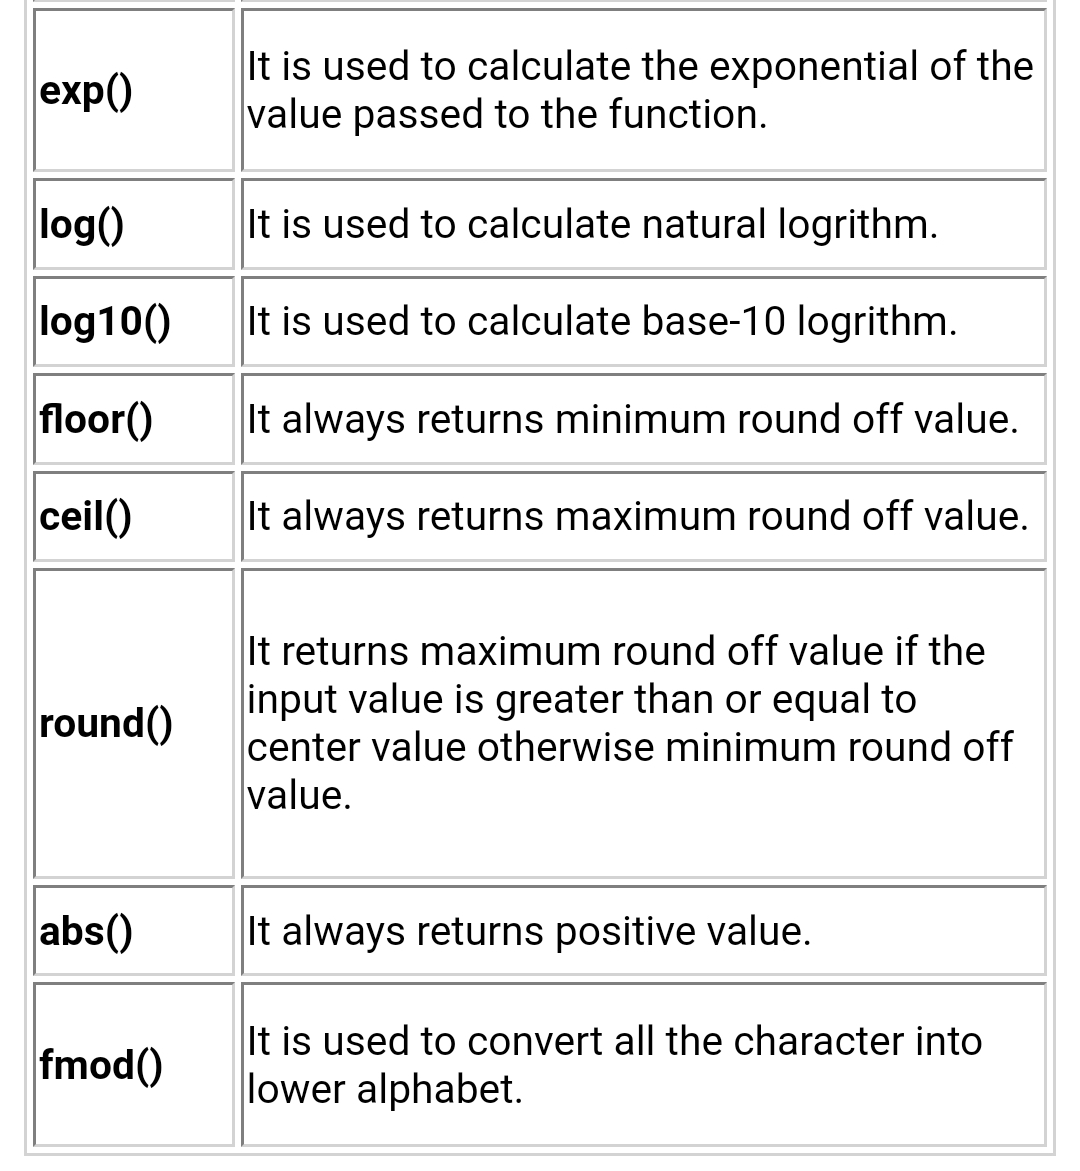 exp()
It is used to calculate the exponential of the
value passed to the function.
log()
It is used to calculate natural logrithm.
log10()
It is used to calculate base-10 logrithm.
floor()
It always returns minimum round off value.
ceil()
It always returns maximum round off value.
round()
It returns maximum round off value if the
input value is greater than or equal to
center value otherwise minimum round off
value.
abs()
It always returns positive value.
fmod()
It is used to convert all the character into
lower alphabet.